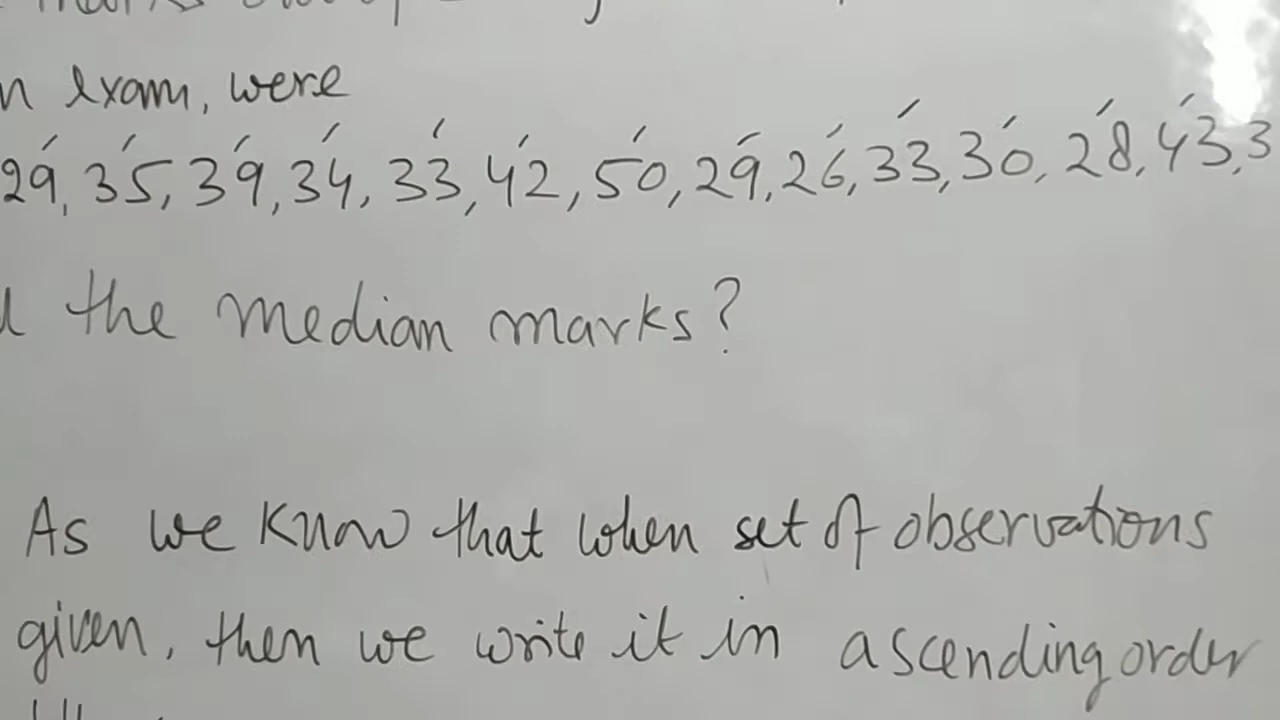 exam, were
29, 35, 39, 34, 33, 42, 50, 29, 26, 33, 30, 28, 43, 3
the median marks?
As we know that when set of observations
given, then we write it in ascending order